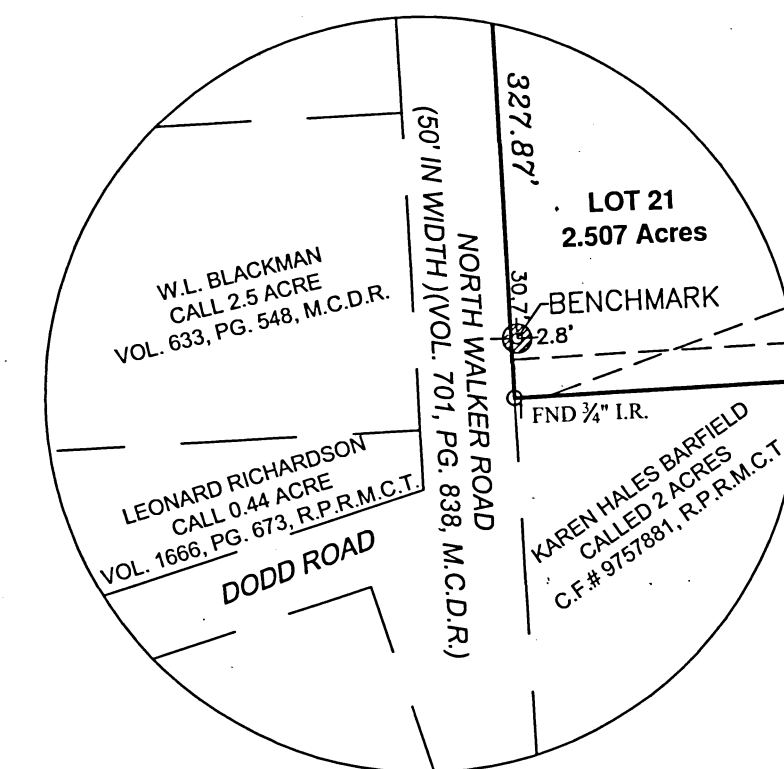 327.87'
LOT 21
2.507 Acres
30.7'
BENCHMARK
2.8'
FND ¾" I.R.
W.L. BLACKMAN
CALL 2.5 ACRE
VOL. 633, PG. 548, M.C.D.R.
NORTH WALKER ROAD
(50' IN WIDTH )(VOL. 701, PG. 838, M.C.D.R.)
LEONARD RICHARDSON
CALL 0.44 ACRE
VOL. 1666, PG. 673, R.P.R.M.C.T.
DODD ROAD
KAREN HALES BARFIELD
CALLED 2 ACRES
C.F.# 9757881, R.P.R.M.C.T